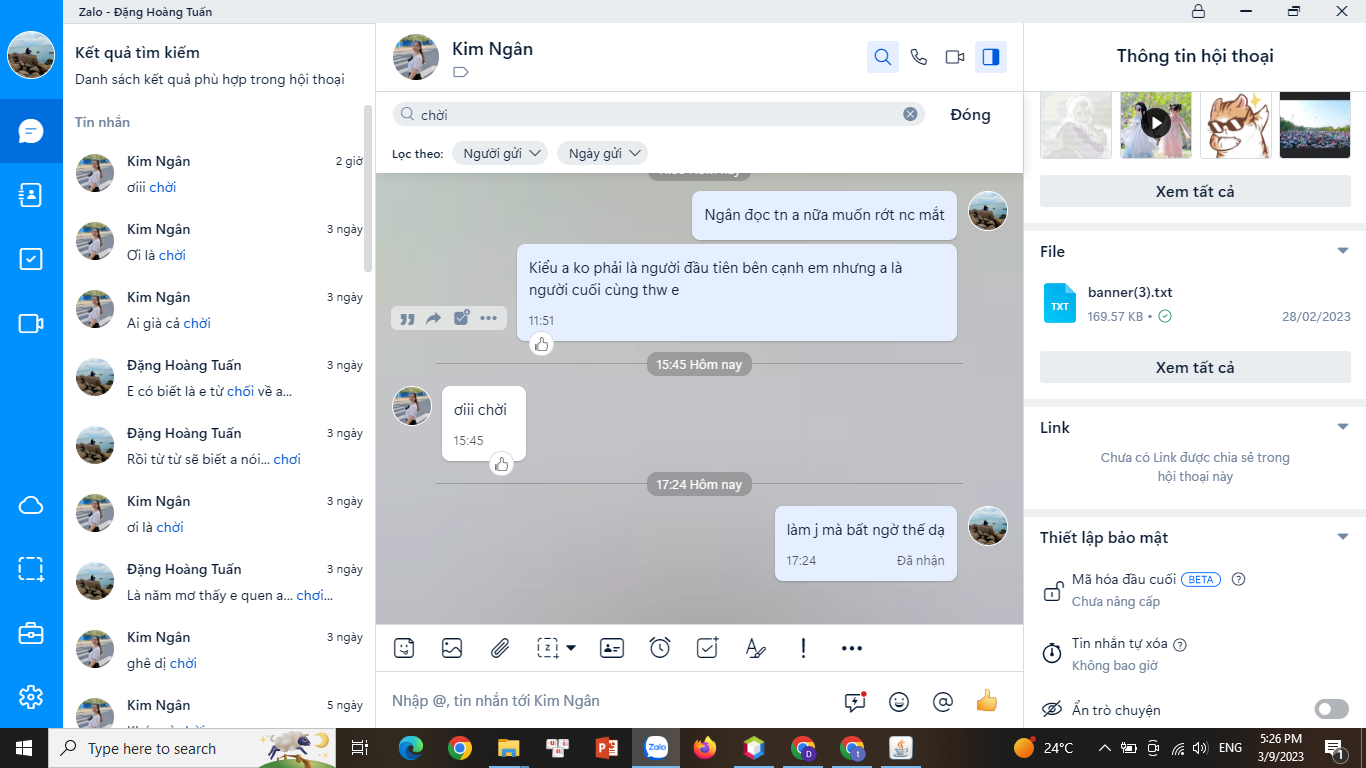 Zalo - Đặng Hoàng Tuấn
Kết quả tìm kiếm
Danh sách kết quả phù hợp trong hội thoại
Tin nhắn
Kim Ngân
2 giờ
ơiii chời
Kim Ngân
3 ngày
Ơi là chời
Kim Ngân
3 ngày
Ai già cả chời
Đặng Hoàng Tuấn
3 ngày
E có biết là e từ chối về a...
Đặng Hoàng Tuấn
3 ngày
Rồi từ từ sẽ biết a nói... chơi
Kim Ngân
3 ngày
ơi là chời
Đặng Hoàng Tuấn
3 ngày
Là năm mơ thấy e quen a... chơi...
Kim Ngân
3 ngày
ghê dị chời
Kim Ngân
5 ngày
Kim Ngân
chời
Đóng
Lọc theo:
Người gửi
Ngày gửi
Ngân đọc tn a nữa muốn rớt nc mắt
Kiểu a ko phải là người đầu tiên bên cạnh em nhưng a là
người cuối cùng thw e
11:51
15:45 Hôm nay
ơiii chời
15:45
17:24 Hôm nay
làm j mà bất ngờ thế dạ
17:24
Đã nhận
Nhập @, tin nhắn tới Kim Ngân
Thông tin hội thoại
Xem tất cả
File
TXT
banner(3).txt
169.57 KB •
28/02/2023
Xem tất cả
Link
Chưa có Link được chia sẻ trong
hội thoại này
Thiết lập bảo mật
Mã hóa đầu cuối BETA
Chưa nâng cấp
Tin nhắn tự xóa
Không bao giờ
Ẩn trò chuyện
Type here to search
Zalo
24°C
ENG
5:26 PM
3/9/2023
1